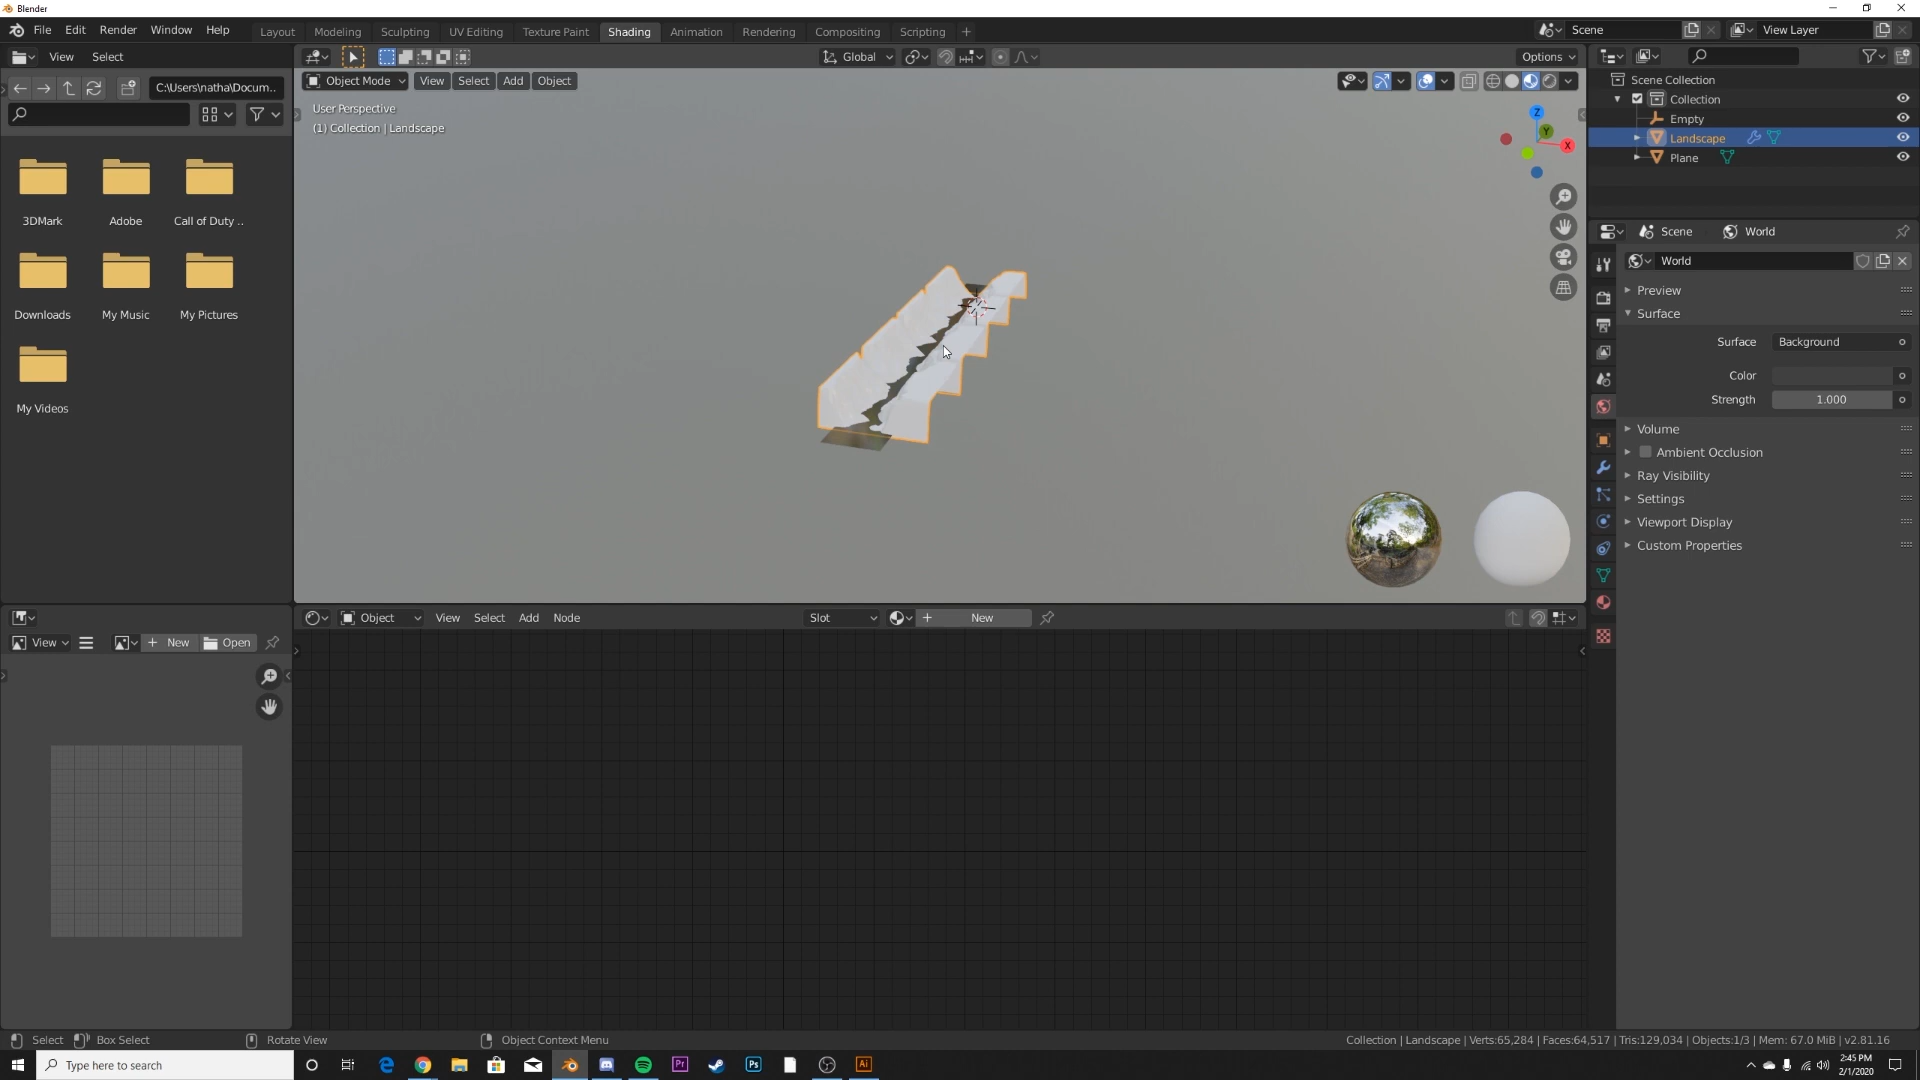 Blender
File Edit Render Window Help
Layout Modeling Sculpting UV Editing Texture Paint Shading Animation Rendering Compositing Scripting +
Scene
View Layer
View Select
Global
Options
C:\Users\natha\Docum..
Object Mode View Select Add Object
User Perspective
(1) Collection | Landscape
Z
Y
X
3DMark
Adobe
Call of Duty ..
Downloads
My Music
My Pictures
My Videos
Scene Collection
Collection
Empty
Landscape
Plane
Scene World
World
Preview
Surface
Surface Background
Color
Strength 1.000
Volume
Ambient Occlusion
Ray Visibility
Settings
Viewport Display
Custom Properties
Object View Select Add Node
Slot
+ New
View
+ New
Open
Select
Box Select
Rotate View
Object Context Menu
Collection | Landscape | Verts:65,284 | Faces:64,517 | Tris:129,034 | Objects:1/3 | Mem: 67.0 MiB | v2.81.16
Type here to search
Pr
Ps
Ai
2:45 PM
2/1/2020